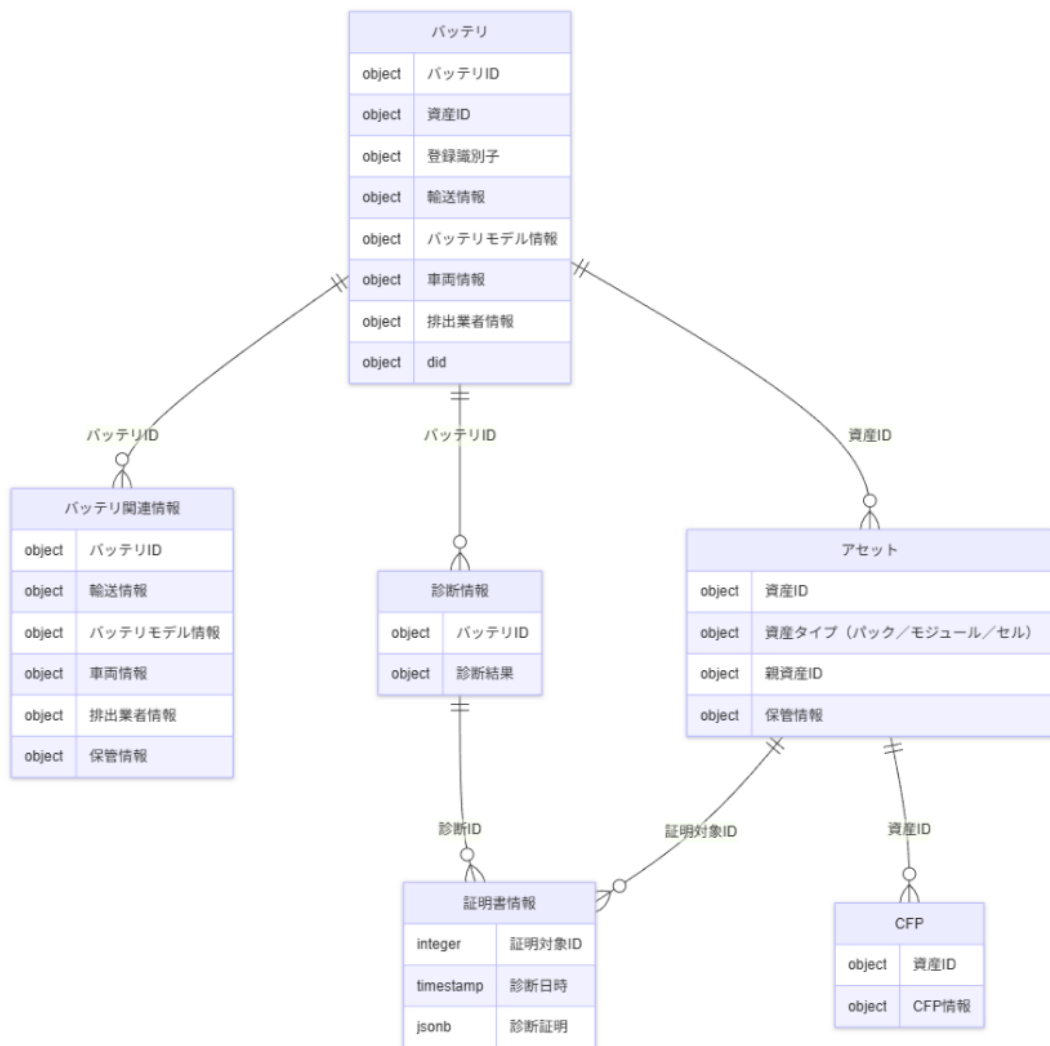 バッテリ
object バッテリID
object 資産ID
object 登録識別子
object 輸送情報
object バッテリモデル情報
object 車両情報
object 排出業者情報
object did
バッテリID
バッテリID
資産ID
バッテリ関連情報
object バッテリID
object 輸送情報
object バッテリモデル情報
object 車両情報
object 排出業者情報
object 保管情報
診断情報
object バッテリID
object 診断結果
アセット
object 資産ID
object 資産タイプ（パック／モジュール／セル）
object 親資産ID
object 保管情報
診断ID
証明対象ID
資産ID
証明書情報
integer 証明対象ID
timestamp 診断日時
jsonb 診断証明
CFP
object 資産ID
object CFP情報